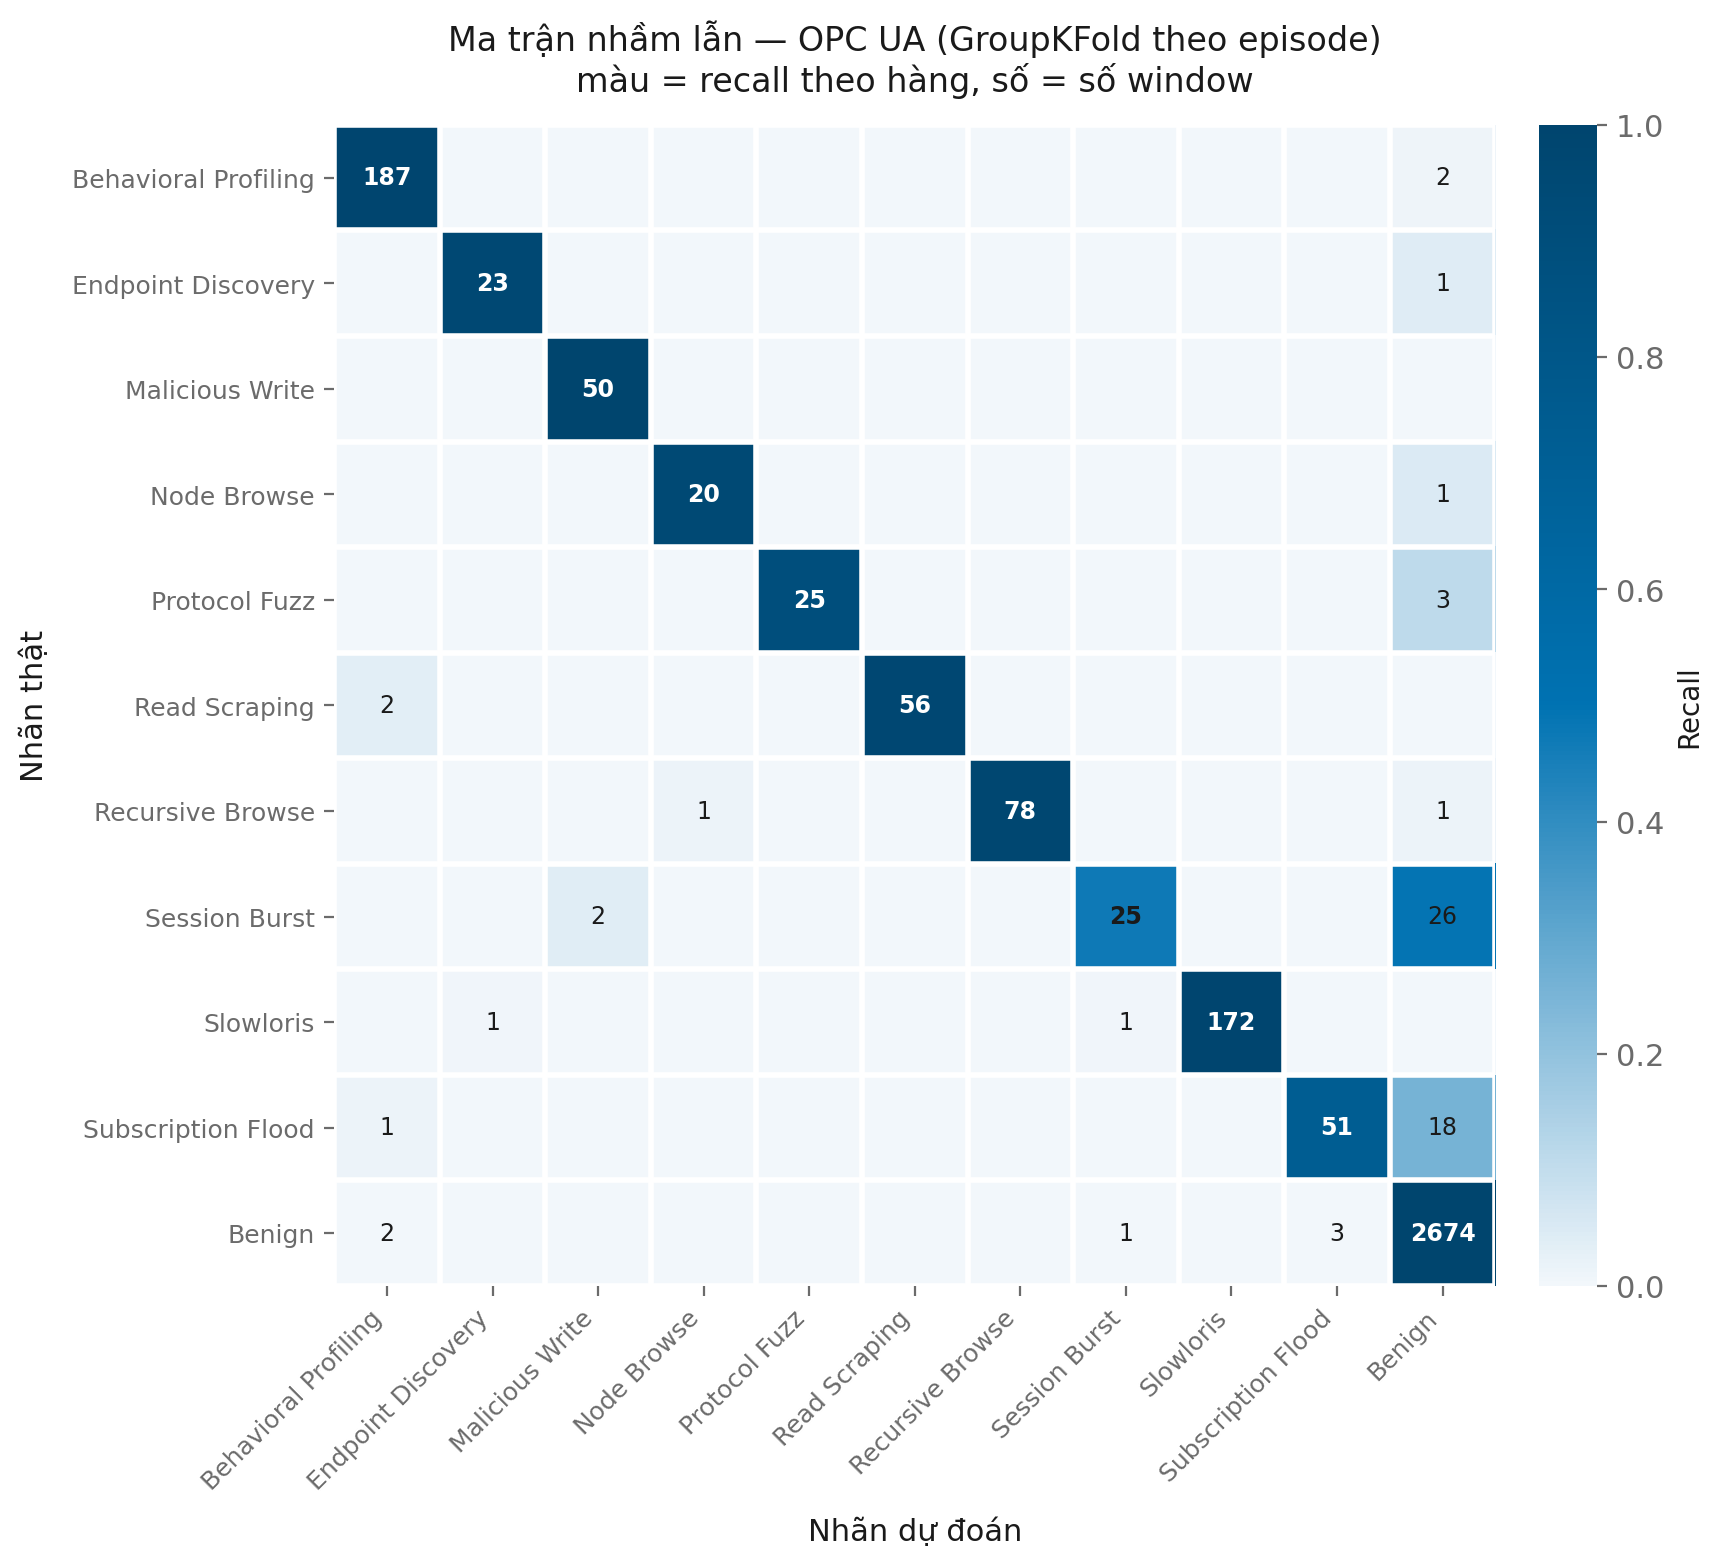 Ma trận nhầm lẫn — OPC UA (GroupKFold theo episode)
màu = recall theo hàng, số = số window
Nhãn thật
Behavioral Profiling 187 2
Endpoint Discovery 23 1
Malicious Write 50
Node Browse 20 1
Protocol Fuzz 25 3
Read Scraping 2 56
Recursive Browse 1 78 1
Session Burst 2 25 26
Slowloris 1 1 172
Subscription Flood 1 51 18
Benign 2 1 3 2674
Behavioral Profiling
Endpoint Discovery
Malicious Write
Node Browse
Protocol Fuzz
Read Scraping
Recursive Browse
Session Burst
Slowloris
Subscription Flood
Benign
Nhãn dự đoán
1.0
0.8
0.6
0.4
0.2
0.0
Recall